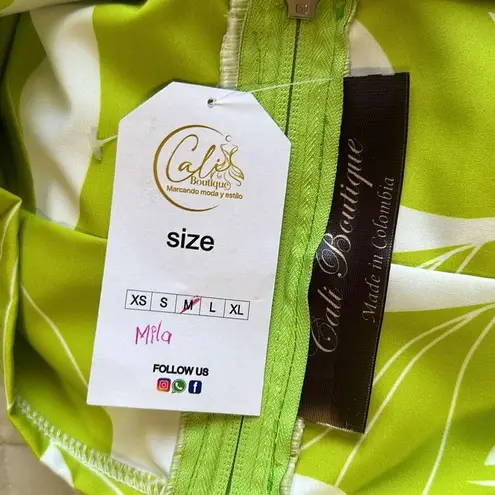 Cali
Boutique
Marcando moda y estilo
size
XS S M L XL
Mila
FOLLOW US
Cali Boutique
Made in Colombia